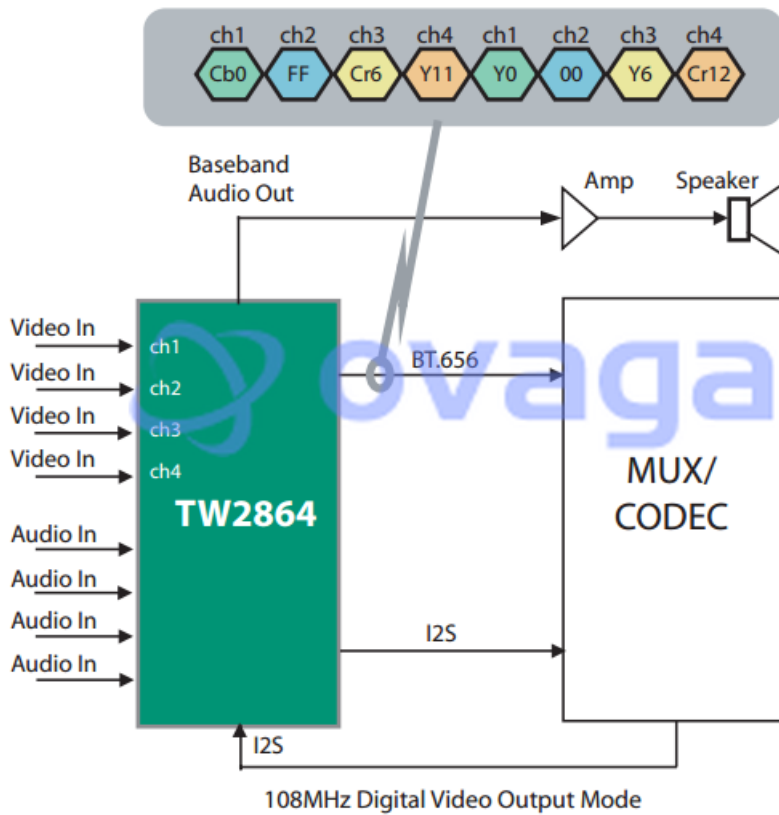 ch1 ch2 ch3 ch4 ch1 ch2 ch3 ch4
Cb0 FF Cr6 Y11 Y0 00 Y6 Cr12
Baseband
Audio Out
Amp
Speaker
Video In
ch1
Video In
ch2
Video In
ch3
Video In
ch4
BT.656
ovaga
TW2864
MUX/
CODEC
Audio In
Audio In
Audio In
Audio In
I2S
I2S
108MHz Digital Video Output Mode